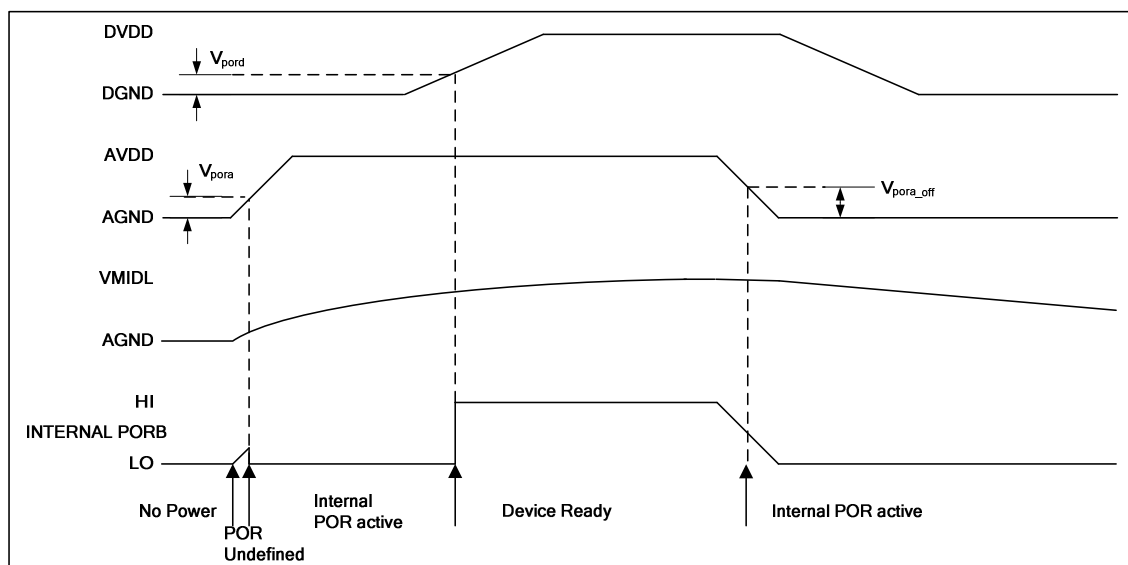 DVDD
Vpord
DGND
AVDD
Vpora
Vpora_off
AGND
VMIDL
AGND
HI
INTERNAL PORB
LO
No Power
POR
Undefined
Internal
POR active
Device Ready
Internal POR active